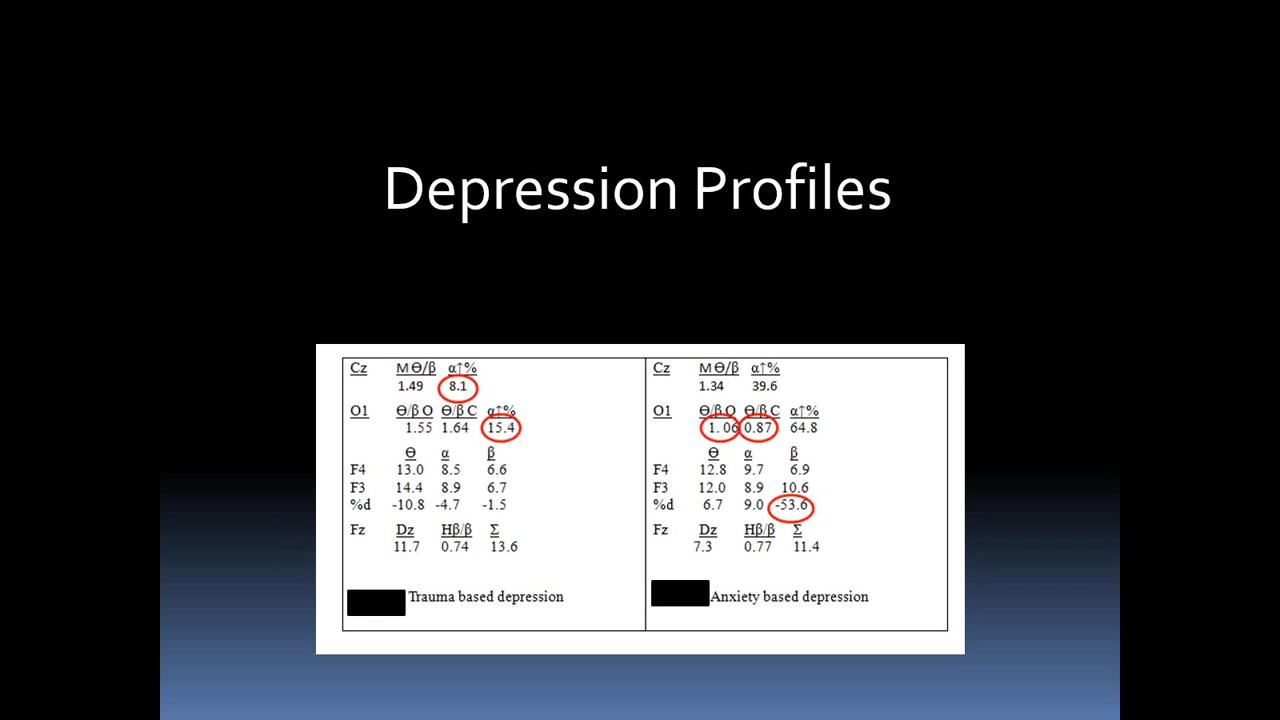 Depression Profiles
Cz M Ɵ/β α↑%
1.49 8.1
O1 Ɵ/β O Ɵ/β C α↑%
1.55 1.64 15.4
Ɵ α β
F4 13.0 8.5 6.6
F3 14.4 8.9 6.7
%d -10.8 -4.7 -1.5
Fz Dz Hβ/β Σ
11.7 0.74 13.6
Trauma based depression
Cz M Ɵ/β α↑%
1.34 39.6
O1 Ɵ/β O Ɵ/β C α↑%
1. 06 0.87 64.8
Ɵ α β
F4 12.8 9.7 6.9
F3 12.0 8.9 10.6
%d 6.7 9.0 -53.6
Fz Dz Hβ/β Σ
7.3 0.77 11.4
Anxiety based depression